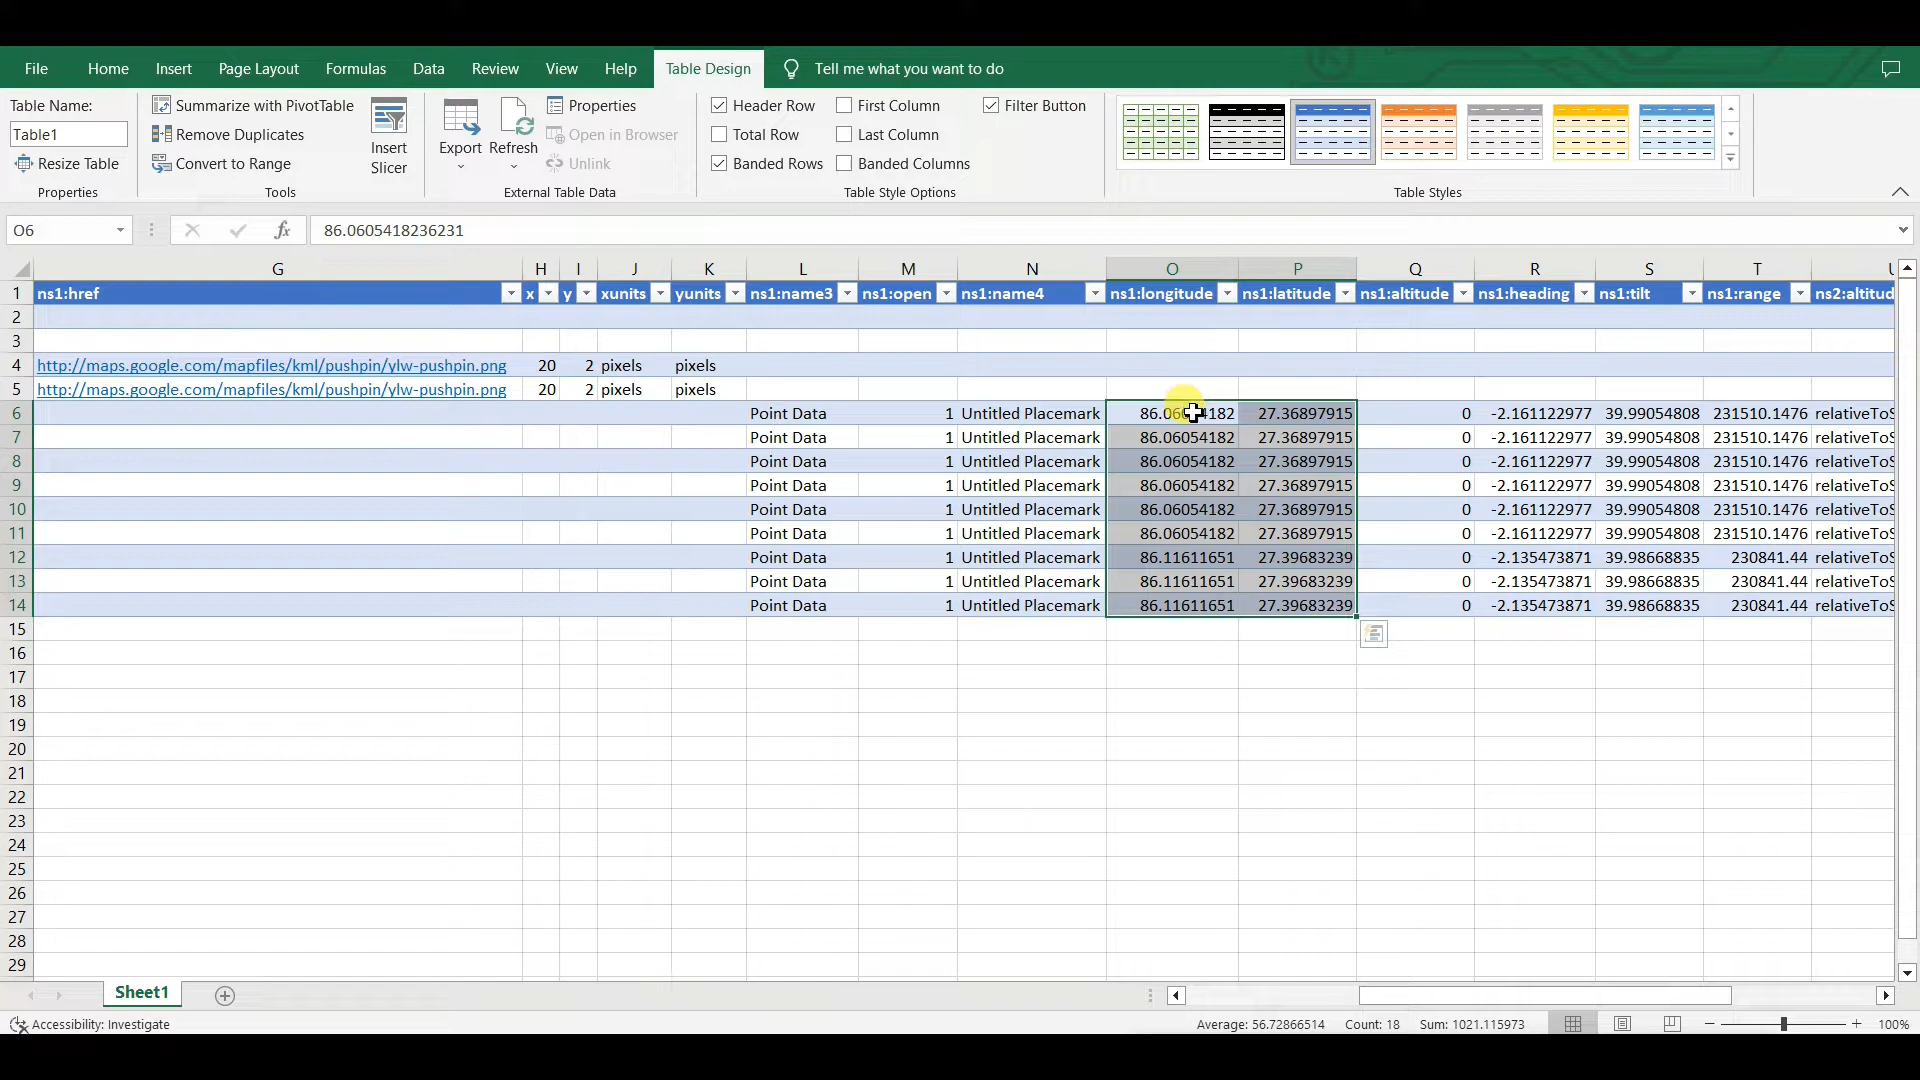 File Home Insert Page Layout Formulas Data Review View Help Table Design Tell me what you want to do
Table Name:
Table1
Resize Table
Properties
Summarize with PivotTable
Remove Duplicates
Convert to Range
Insert
Slicer
Tools
Export
Refresh
Properties
Open in Browser
Unlink
External Table Data
Header Row First Column Filter Button
Total Row Last Column
Banded Rows Banded Columns
Table Style Options
Table Styles
O6 fx 86.0605418236231
G H I J K L M N O P Q R S T
1 ns1:href x y xunits yunits ns1:name3 ns1:open ns1:name4 ns1:longitude ns1:latitude ns1:altitude ns1:heading ns1:tilt ns1:range ns2:altitud
2
3
4 http://maps.google.com/mapfiles/kml/pushpin/ylw-pushpin.png 20 2 pixels pixels
5 http://maps.google.com/mapfiles/kml/pushpin/ylw-pushpin.png 20 2 pixels pixels
6 Point Data 1 Untitled Placemark 27.36897915 0 -2.161122977 39.99054808 231510.1476 relativeToS
7 Point Data 1 Untitled Placemark 86.06054182 27.36897915 0 -2.161122977 39.99054808 231510.1476 relativeToS
8 Point Data 1 Untitled Placemark 86.06054182 27.36897915 0 -2.161122977 39.99054808 231510.1476 relativeToS
9 Point Data 1 Untitled Placemark 86.06054182 27.36897915 0 -2.161122977 39.99054808 231510.1476 relativeToS
10 Point Data 1 Untitled Placemark 86.06054182 27.36897915 0 -2.161122977 39.99054808 231510.1476 relativeToS
11 Point Data 1 Untitled Placemark 86.06054182 27.36897915 0 -2.161122977 39.99054808 231510.1476 relativeToS
12 Point Data 1 Untitled Placemark 86.11611651 27.39683239 0 -2.135473871 39.98668835 230841.44 relativeToS
13 Point Data 1 Untitled Placemark 86.11611651 27.39683239 0 -2.135473871 39.98668835 230841.44 relativeToS
14 Point Data 1 Untitled Placemark 86.11611651 27.39683239 0 -2.135473871 39.98668835 230841.44 relativeToS
15
16
17
18
19
20
21
22
23
24
25
26
27
28
29
Sheet1
Accessibility: Investigate Average: 56.72866514 Count: 18 Sum: 1021.115973 100%